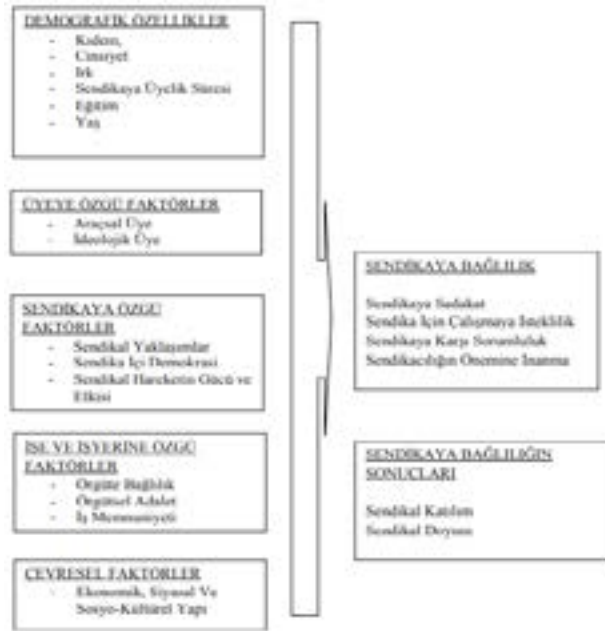 DEMOGRAFİK ÖZELLİKLER
- Kıdem,
- Cinsiyet
- Irk
- Sendikaya Üyelik Süresi
- Eğitim
- Yaş
ÜYEYE ÖZGÜ FAKTÖRLER
- Araçsal Üye
- İdeolojik Üye
SENDİKAYA ÖZGÜ
FAKTÖRLER
- Sendikal Yaklaşımlar
- Sendika İçi Demokrasi
- Sendikal Hareketin Gücü ve
Etkisi
İŞE VE İŞYERİNE ÖZGÜ
FAKTÖRLER
- Örgüte Bağlılık
- Örgütsel Adalet
- İş Memnuniyeti
ÇEVRESEL FAKTÖRLER
- Ekonomik, Siyasal Ve
Sosyo-Kültürel Yapı
SENDİKAYA BAĞLILIK
Sendikaya Sadakat
Sendika İçin Çalışmaya İsteklilik
Sendikaya Karşı Sorumluluk
Sendikacılığın Önemine İnanma
SENDİKAYA BAĞLILIĞIN
SONUÇLARI
Sendikal Katılım
Sendikal Doyum